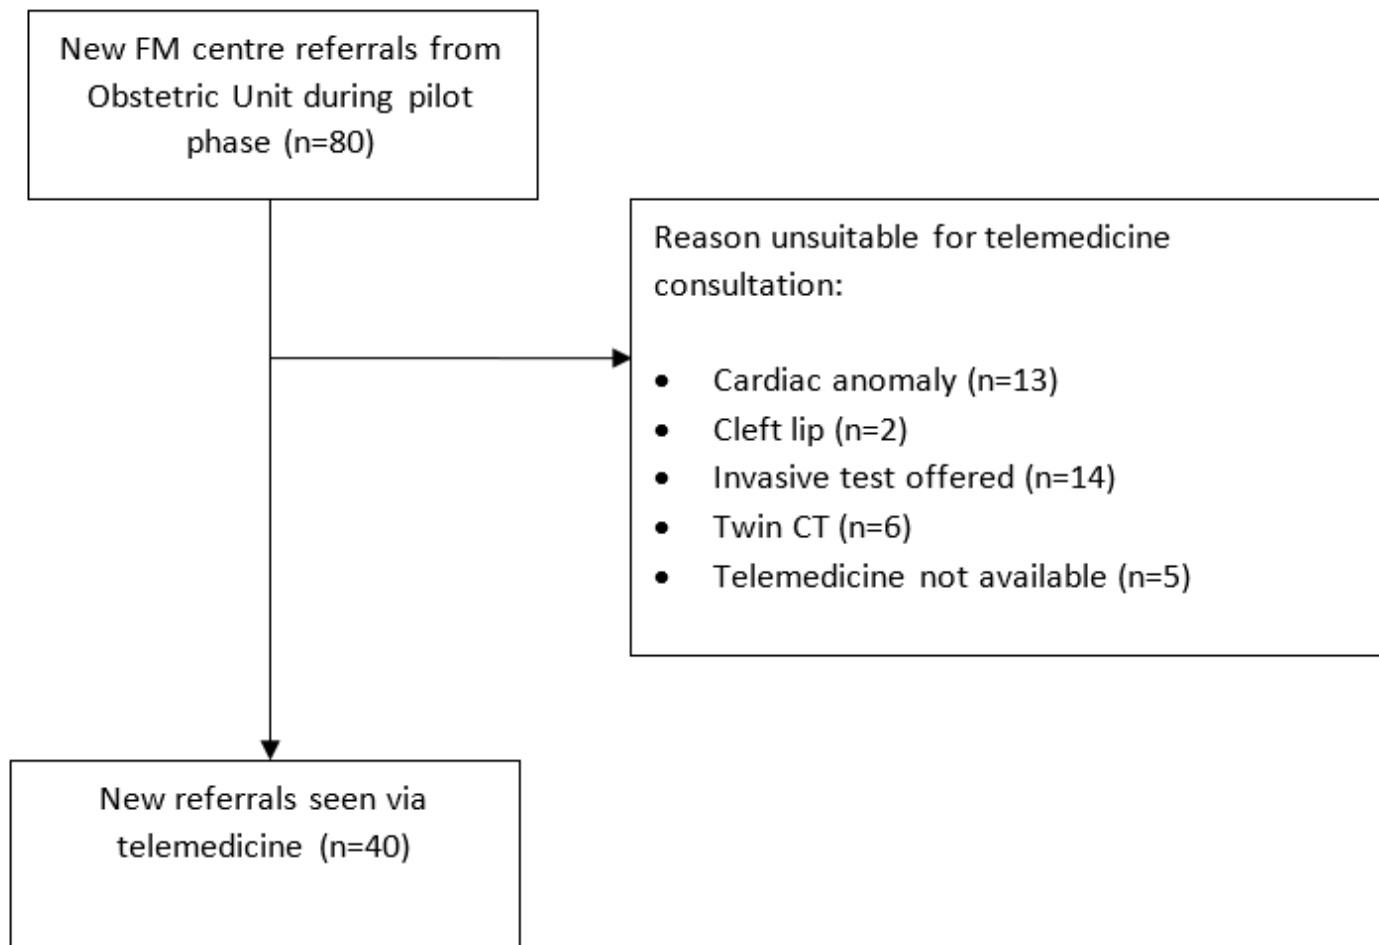 New FM centre referrals from
Obstetric Unit during pilot
phase (n=80)
Reason unsuitable for telemedicine
consultation:
• Cardiac anomaly (n=13)
• Cleft lip (n=2)
• Invasive test offered (n=14)
• Twin CT (n=6)
• Telemedicine not available (n=5)
New referrals seen via
telemedicine (n=40)